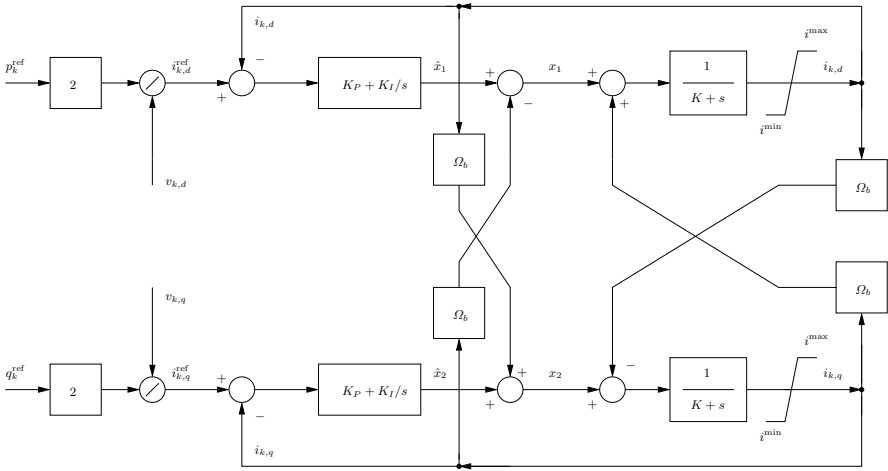 i_{k,d}
i^{max}
p_k^{ref}
i_{k,d}^{ref}
−
x̂_1
+
x_1
+
1
i_{k,d}
2
K_P + K_I/s
K + s
+
−
+
i^{min}
Ω_b
v_{k,d}
Ω_b
v_{k,q}
Ω_b
Ω_b
i^{max}
q_k^{ref}
i_{k,q}^{ref}
+
x̂_2
+
x_2
−
1
i_{k,q}
2
K_P + K_I/s
K + s
−
+
+
i^{min}
i_{k,q}